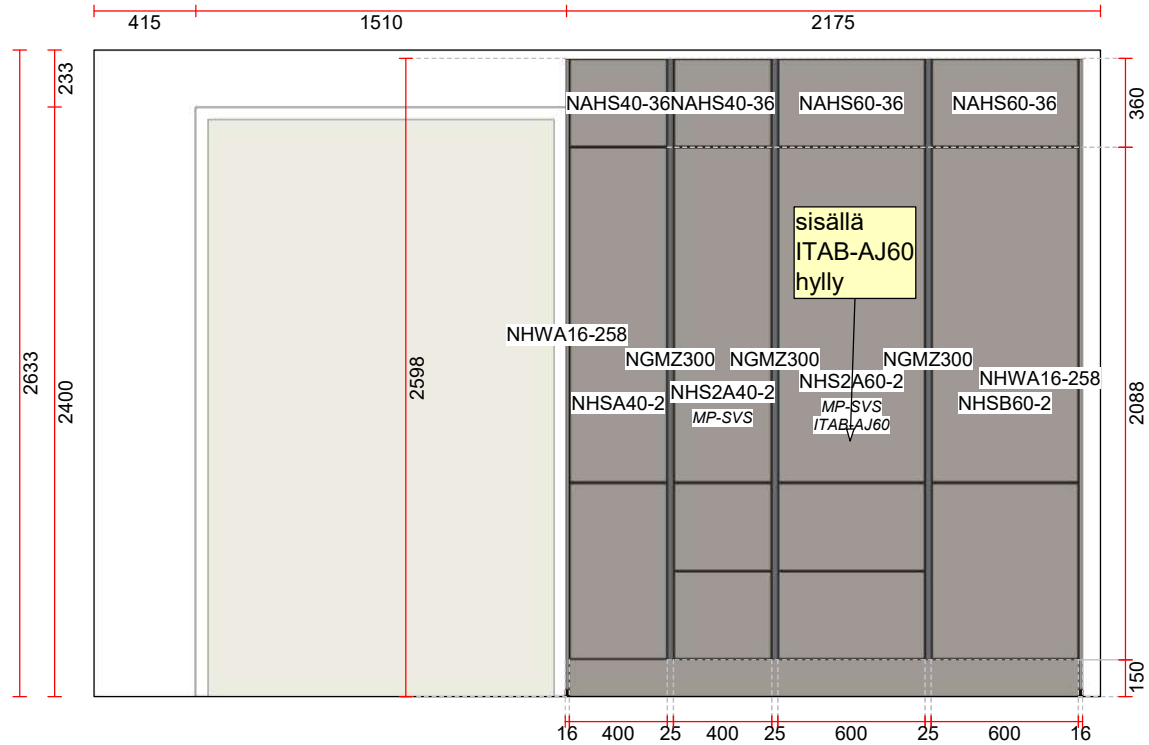 415 1510 2175
233
2633
2400
2598
360
2088
150
NAHS40-36 NAHS40-36 NAHS60-36 NAHS60-36
sisällä
ITAB-AJ60
hylly
NHWA16-258
NGMZ300 NGMZ300 NGMZ300
NHSA40-2
NHS2A40-2
MP-SVS
NHS2A60-2
MP-SVS
ITAB-AJ60
NHWA16-258
NHSB60-2
16 400 25 400 25 600 25 600 16